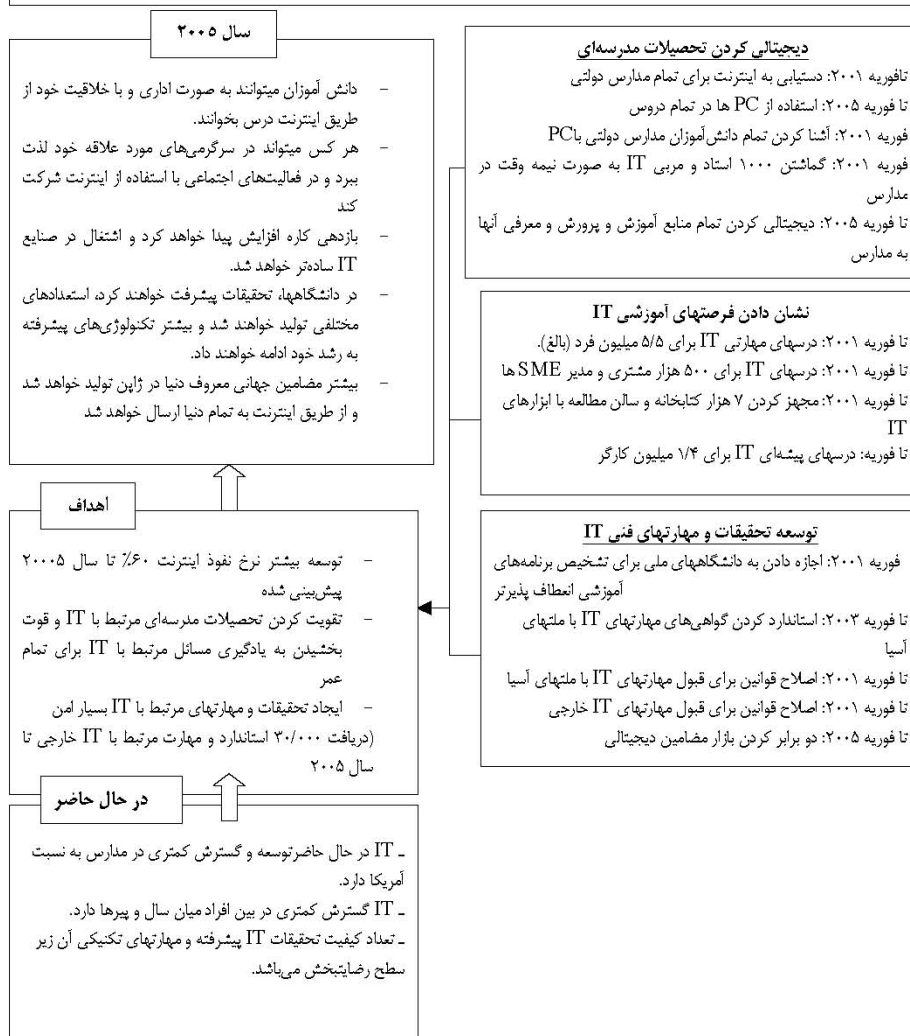 دیجیتالی کردن تحصیلات مدرسه‌ای
تافوریه ۲۰۰۱: دستیابی به اینترنت برای تمام مدارس دولتی
تا فوریه ۲۰۰۵: استفاده از PC ها در تمام دروس
فوریه ۲۰۰۱: آشنا کردن تمام دانش‌آموزان مدارس دولتی باPC
فوریه ۲۰۰۱: گماشتن ۱۰۰۰ استاد و مربی IT به صورت نیمه وقت در
مدارس
تا فوریه ۲۰۰۵: دیجیتالی کردن تمام منابع آموزش و پرورش و معرفی آنها
به مدارس
نشان دادن فرصتهای آموزشی IT
تا فوریه ۲۰۰۱: درسهای مهارتی IT برای ۵/۵ میلیون فرد (بالغ).
تا فوریه ۲۰۰۱: درسهای IT برای ۵۰۰ هزار مشتری و مدیر SME ها
تا فوریه ۲۰۰۱: مجهز کردن ۷ هزار کتابخانه و سالن مطالعه با ابزارهای
IT
تا فوریه: درسهای پیشه‌ای IT برای ۱/۴ میلیون کارگر
توسعه تحقیقات و مهارتهای فنی IT
فوریه ۲۰۰۱: اجازه دادن به دانشگاههای ملی برای تشخیص برنامه‌های
آموزشی انعطاف پذیرتر
تا فوریه ۲۰۰۳: استاندارد کردن گواهی‌های مهارتهای IT با ملتهای
آسیا
تا فوریه ۲۰۰۱: اصلاح قوانین برای قبول مهارتهای IT با ملتهای آسیا
تا فوریه ۲۰۰۱: اصلاح قوانین برای قبول مهارتهای IT خارجی
تا فوریه ۲۰۰۵: دو برابر کردن بازار مضامین دیجیتالی
سال ۲۰۰۵
- دانش آموزان میتوانند به صورت اداری و با خلاقیت خود از
طریق اینترنت درس بخوانند.
- هر کس میتواند در سرگرمی‌های مورد علاقه خود لذت
ببرد و در فعالیتهای اجتماعی با استفاده از اینترنت شرکت
کند
- بازدهی کاره افزایش پیدا خواهد کرد و اشتغال در صنایع
IT ساده‌تر خواهد شد.
- در دانشگاهها، تحقیقات پیشرفت خواهند کرد، استعدادهای
مختلفی تولید خواهند شد و بیشتر تکنولوژی‌های پیشرفته
به رشد خود ادامه خواهند داد.
- بیشتر مضامین جهانی معروف دنیا در ژاپن تولید خواهد شد
و از طریق اینترنت به تمام دنیا ارسال خواهد شد
اهداف
- توسعه بیشتر نرخ نفوذ اینترنت ۶۰٪ تا سال ۲۰۰۰۵
پیش‌بینی شده
- تقویت کردن تحصیلات مدرسه‌ای مرتبط با IT و قوت
بخشیدن به یادگیری مسائل مرتبط با IT برای تمام
عمر
- ایجاد تحقیقات و مهارتهای مرتبط با IT بسیار امن
(دریافت ۳۰/۰۰۰ استاندارد و مهارت مرتبط با IT خارجی تا
سال ۲۰۰۵
در حال حاضر
ـ IT در حال حاضرتوسعه و گسترش کمتری در مدارس به نسبت
آمریکا دارد.
ـ IT گسترش کمتری در بین افراد میان سال و پیرها دارد.
ـ تعداد کیفیت تحقیقات IT پیشرفته و مهارتهای تکنیکی آن زیر
سطح رضایتبخش می‌باشد.